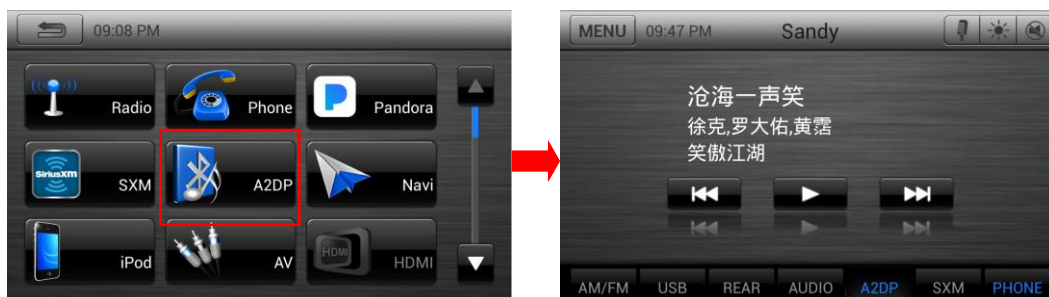 09:08 PM
Radio
Phone
Pandora
SiriusXM
SXM
A2DP
Navi
iPod
AV
HDMI
HDMI
MENU
09:47 PM
Sandy
沧海一声笑
徐克,罗大佑,黄霑
笑傲江湖
AM/FM
USB
REAR
AUDIO
A2DP
SXM
PHONE